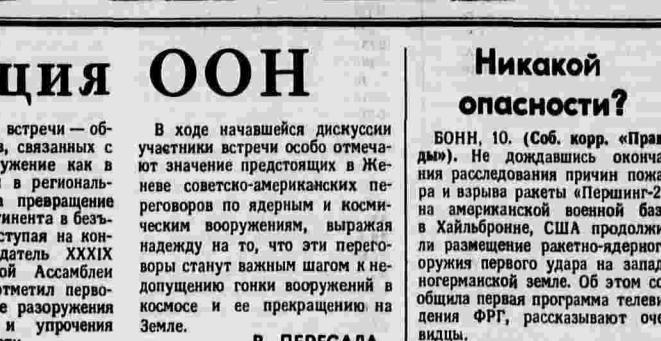 ция ООН
встречи — об-
, связанных с
ужение как в
в региональ-
превращение
тинента в безъ-
ступая на кон-
датель XXXIX
ой Ассамблеи
отметил перво-
е разоружения
и упрочения
В ходе начавшейся дискуссии
участники встречи особо отмеча-
ют значение предстоящих в Же-
неве советско-американских пе-
реговоров по ядерным и косми-
ческим вооружениям, выражая
надежду на то, что эти перего-
воры станут важным шагом к не-
допущению гонки вооружений в
космосе и ее прекращению на
Земле.
В. ПЕРЕСАДА.
Никакой
опасности?
БОНН, 10. (Соб. корр. «Прав
ды»). Не дождавшись оконча
ния расследования причин пожа
ра и взрыва ракеты «Першинг-2
на американской военной баз
в Хайльбронне, США продолжи
ли размещение ракетно-ядерног
оружия первого удара на запад
ногерманской земле. Об этом со
общила первая программа телеви
дения ФРГ, рассказывают оче
видцы.